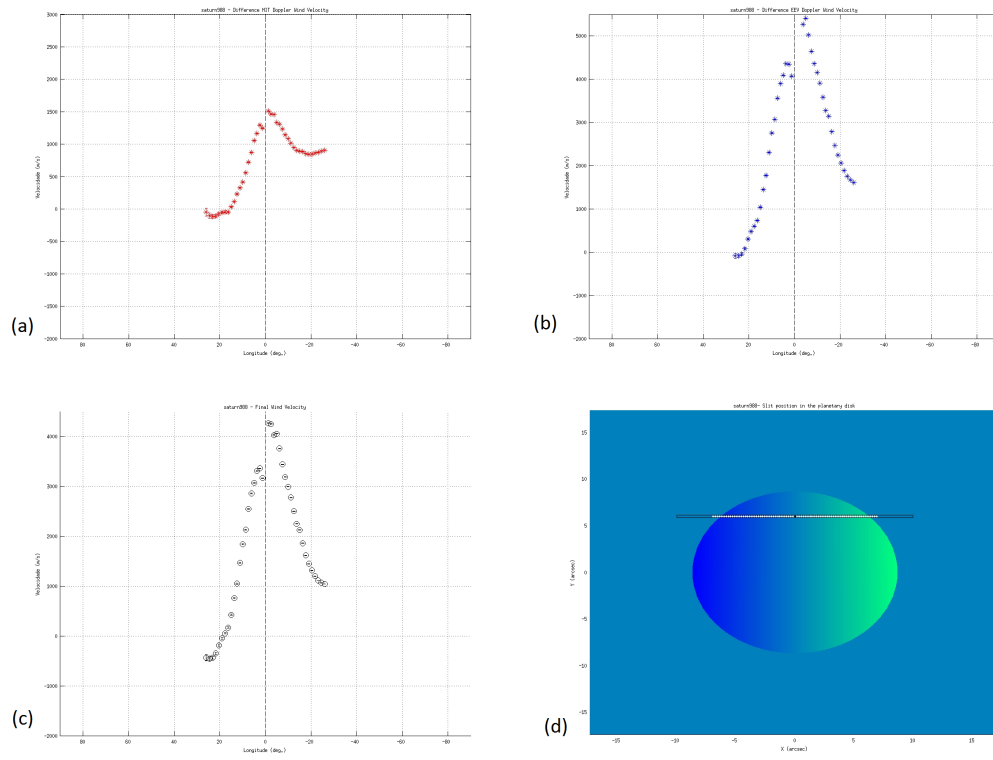 saturn988 - Difference MIT Doppler Wind Velocity
3000
2500
2000
1500
1000
500
0
-500
-1000
-1500
-2000
Velocidade (m/s)
80 60 40 20 0 -20 -40 -60 -80
Longitude (deg.)
(a)
saturn988 - Difference EEV Doppler Wind Velocity
5000
4000
3000
2000
1000
0
-1000
-2000
Velocidade (m/s)
80 60 40 20 0 -20 -40 -60 -80
Longitude (deg.)
(b)
saturn988 - Final Wind Velocity
4000
3000
2000
1000
0
-1000
-2000
Velocidade (m/s)
80 60 40 20 0 -20 -40 -60 -80
Longitude (deg.)
(c)
saturn988- Slit position in the planetary disk
15
10
5
0
-5
-10
-15
Y (arcsec)
-15 -10 -5 0 5 10 15
X (arcsec)
(d)